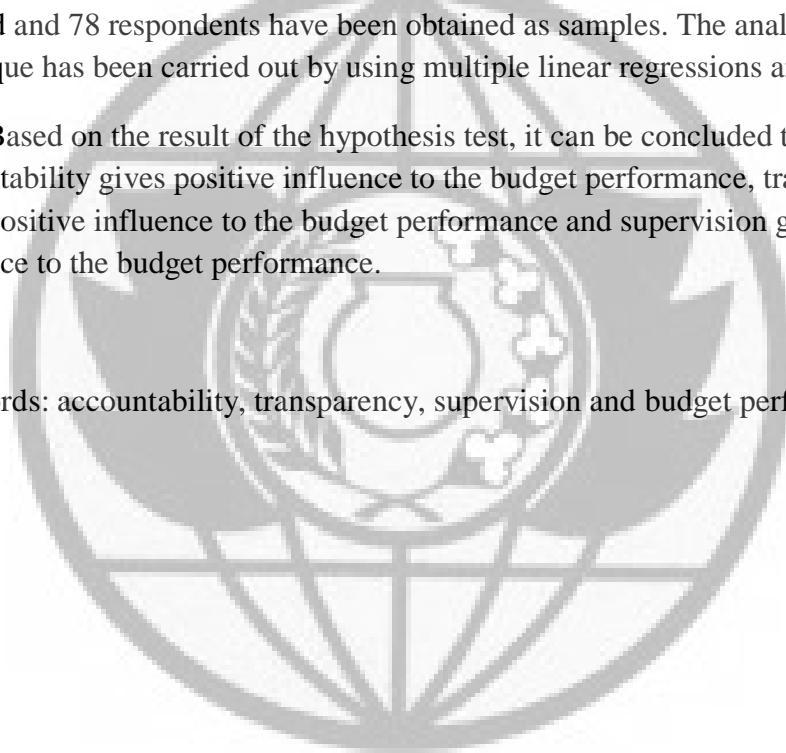 d and 78 respondents have been obtained as samples. The anal
que has been carried out by using multiple linear regressions a
Based on the result of the hypothesis test, it can be concluded t
tability gives positive influence to the budget performance, tra
ositive influence to the budget performance and supervision g
ce to the budget performance.
rds: accountability, transparency, supervision and budget perf